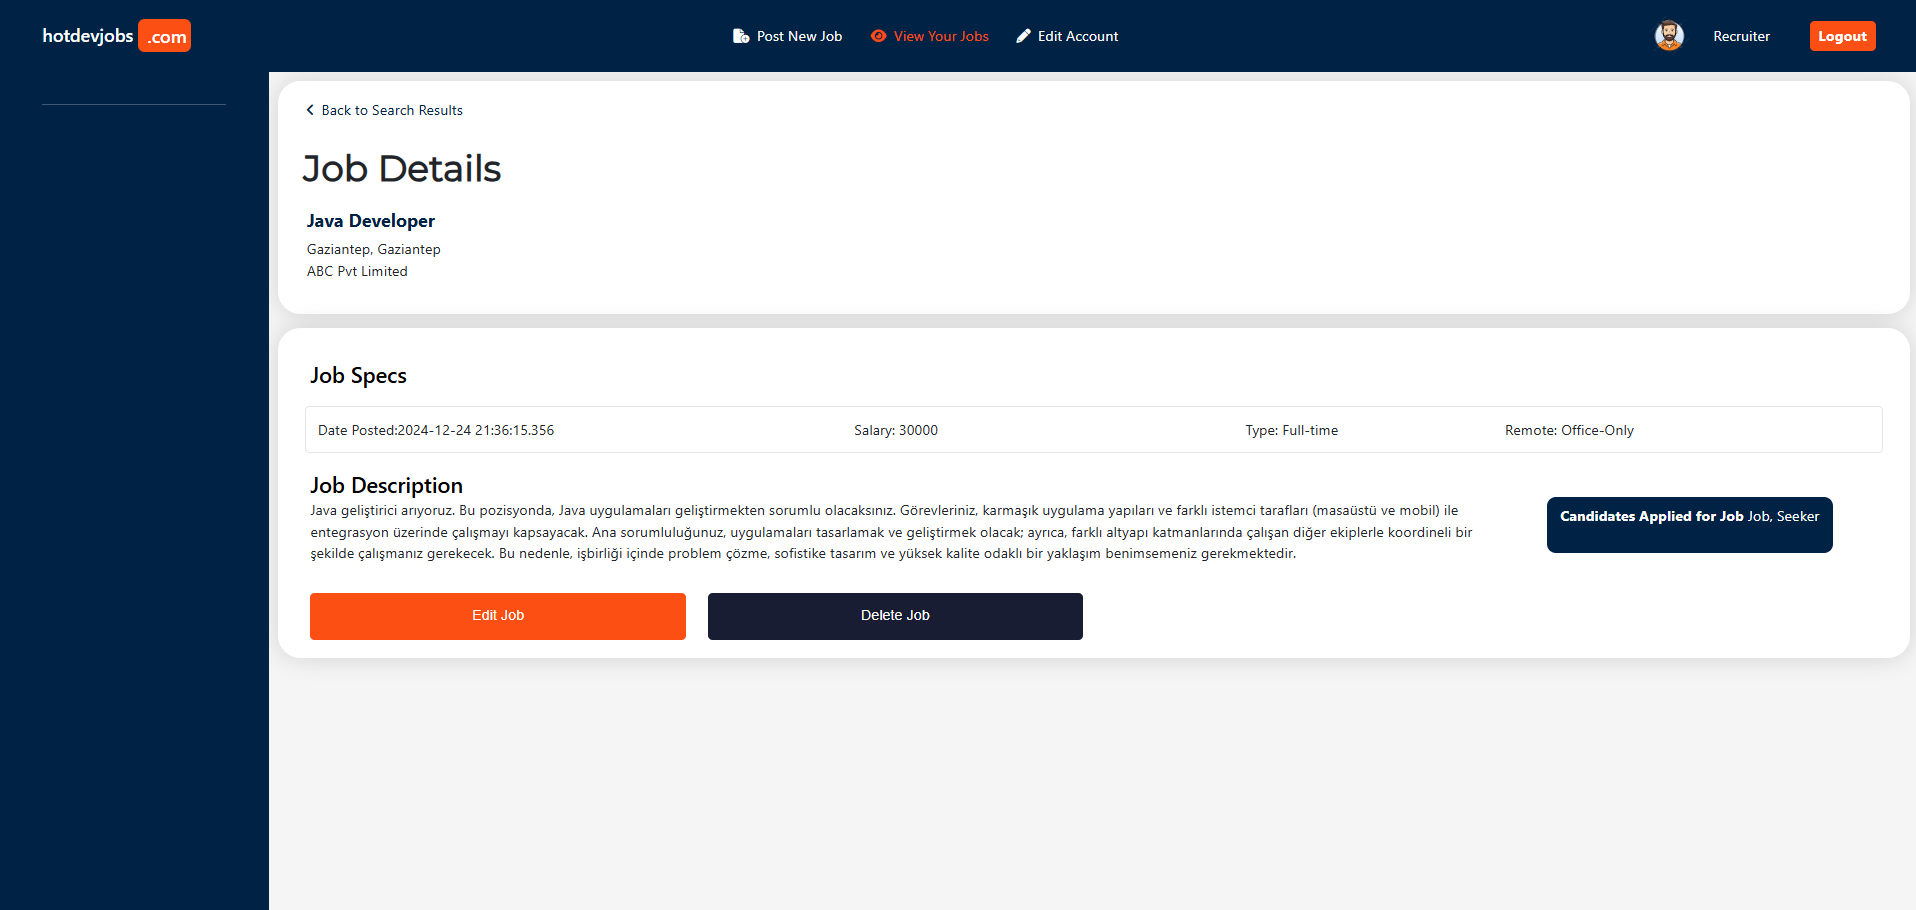 hotdevjobs .com
Post New Job
View Your Jobs
Edit Account
Recruiter
Logout
Back to Search Results
Job Details
Java Developer
Gaziantep, Gaziantep
ABC Pvt Limited
Job Specs
Date Posted:2024-12-24 21:36:15.356
Salary: 30000
Type: Full-time
Remote: Office-Only
Job Description
Java geliştirici arıyoruz. Bu pozisyonda, Java uygulamaları geliştirmekten sorumlu olacaksınız. Görevleriniz, karmaşık uygulama yapıları ve farklı istemci tarafları (masaüstü ve mobil) ile
entegrasyon üzerinde çalışmayı kapsayacak. Ana sorumluluğunuz, uygulamaları tasarlamak ve geliştirmek olacak; ayrıca, farklı altyapı katmanlarında çalışan diğer ekiplerle koordineli bir
şekilde çalışmanız gerekecek. Bu nedenle, işbirliği içinde problem çözme, sofistike tasarım ve yüksek kalite odaklı bir yaklaşım benimsemeniz gerekmektedir.
Candidates Applied for Job Job, Seeker
Edit Job
Delete Job